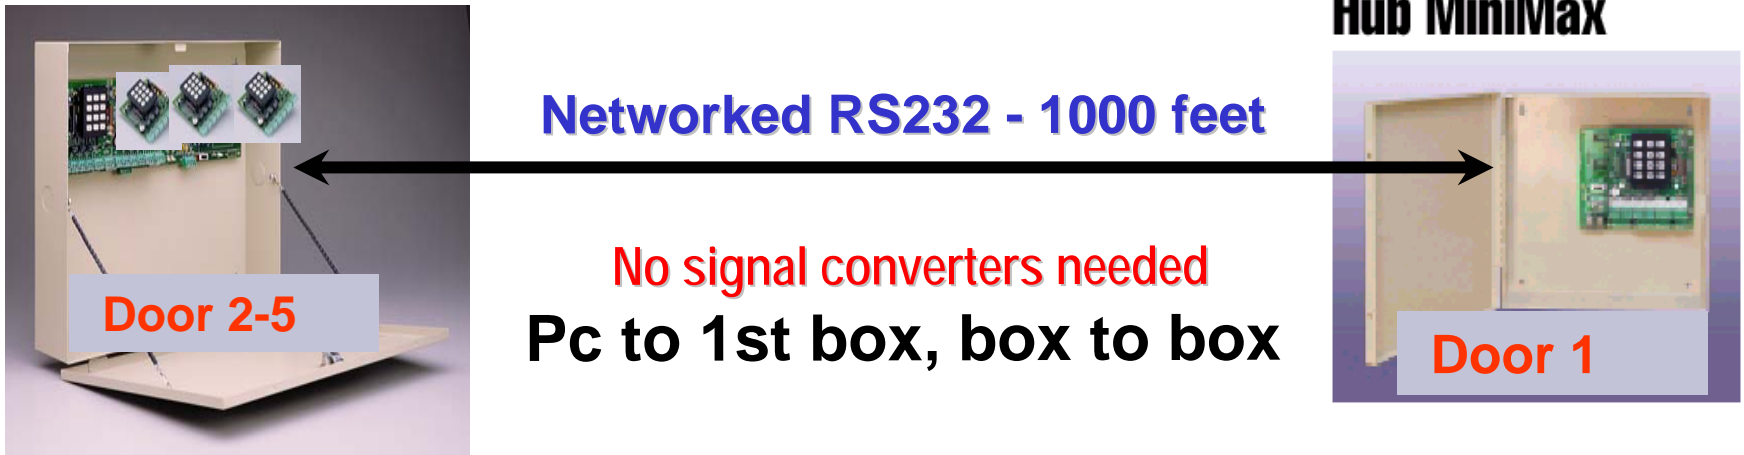 Hub MiniMax
Networked RS232 - 1000 feet
No signal converters needed
Pc to 1st box, box to box
Door 2-5
Door 1